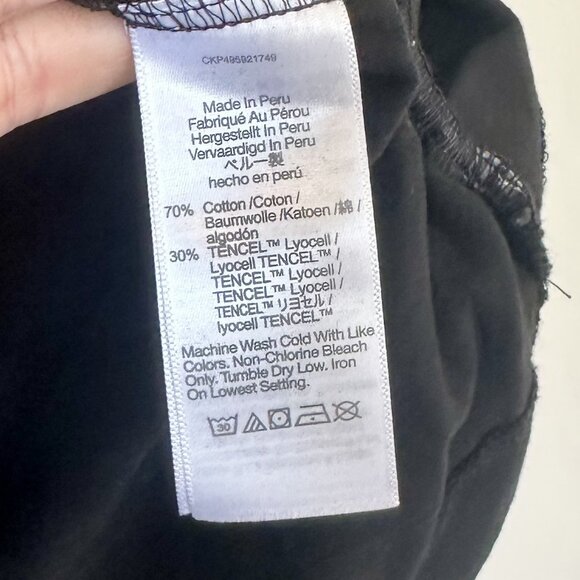 CKP495921749
Made In Peru
Fabriqué Au Pérou
Hergestellt In Peru
Vervaardigd In Peru
ペルー製
hecho en perú
70% Cotton /Coton /
Baumwolle /Katoen /綿 /
algodón
30% TENCEL™ Lyocell /
Lyocell TENCEL™ /
TENCEL™ Lyocell /
TENCEL™ Lyocell /
TENCEL™ リヨセル /
lyocell TENCEL™
Machine Wash Cold With Like
Colors. Non-Chlorine Bleach
Only. Tumble Dry Low. Iron
On Lowest Setting.
30